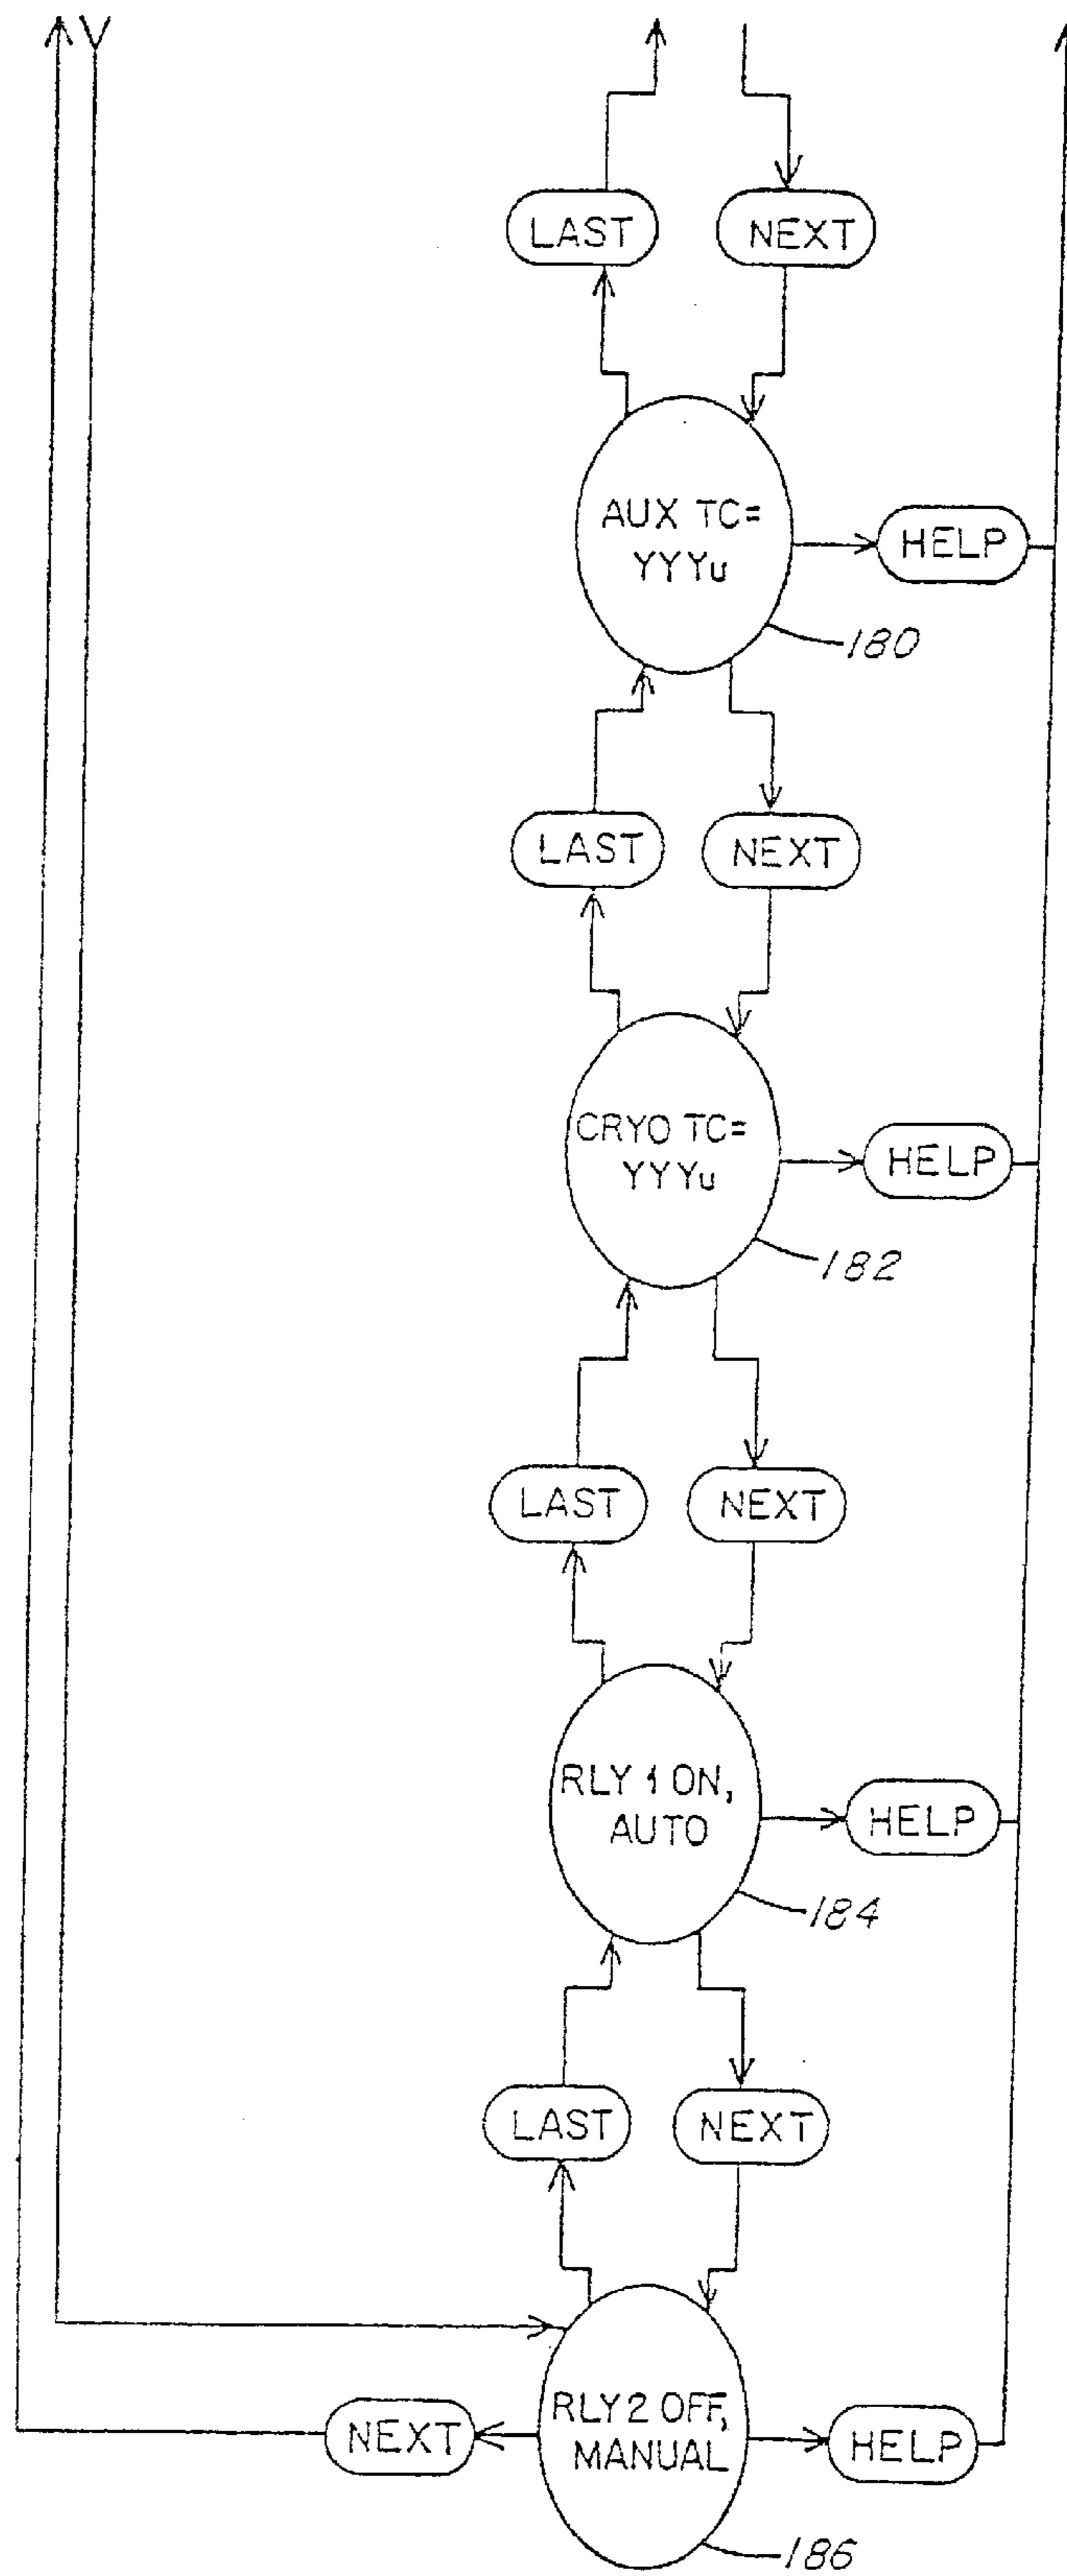 LAST NEXT
AUX TC=
YYYu
HELP
180
LAST NEXT
CRYO TC=
YYYu
HELP
182
LAST NEXT
RLY 1 ON,
AUTO
HELP
184
LAST NEXT
RLY 2 OFF,
MANUAL
NEXT
HELP
186